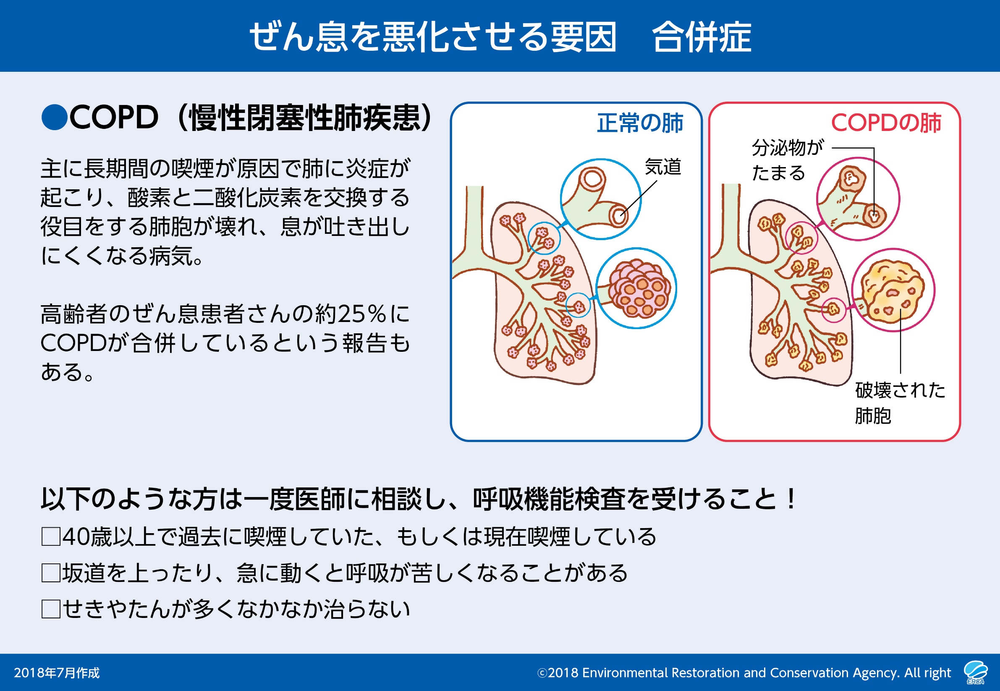 ぜん息を悪化させる要因　合併症
●COPD（慢性閉塞性肺疾患）
主に長期間の喫煙が原因で肺に炎症が
起こり、酸素と二酸化炭素を交換する
役目をする肺胞が壊れ、息が吐き出し
にくくなる病気。
高齢者のぜん息患者さんの約25％に
COPDが合併しているという報告も
ある。
正常の肺
気道
COPDの肺
分泌物が
たまる
破壊された
肺胞
以下のような方は一度医師に相談し、呼吸機能検査を受けること！
□40歳以上で過去に喫煙していた、もしくは現在喫煙している
□坂道を上ったり、急に動くと呼吸が苦しくなることがある
□せきやたんが多くなかなか治らない
2018年7月作成
©2018 Environmental Restoration and Conservation Agency. All right
ERCA